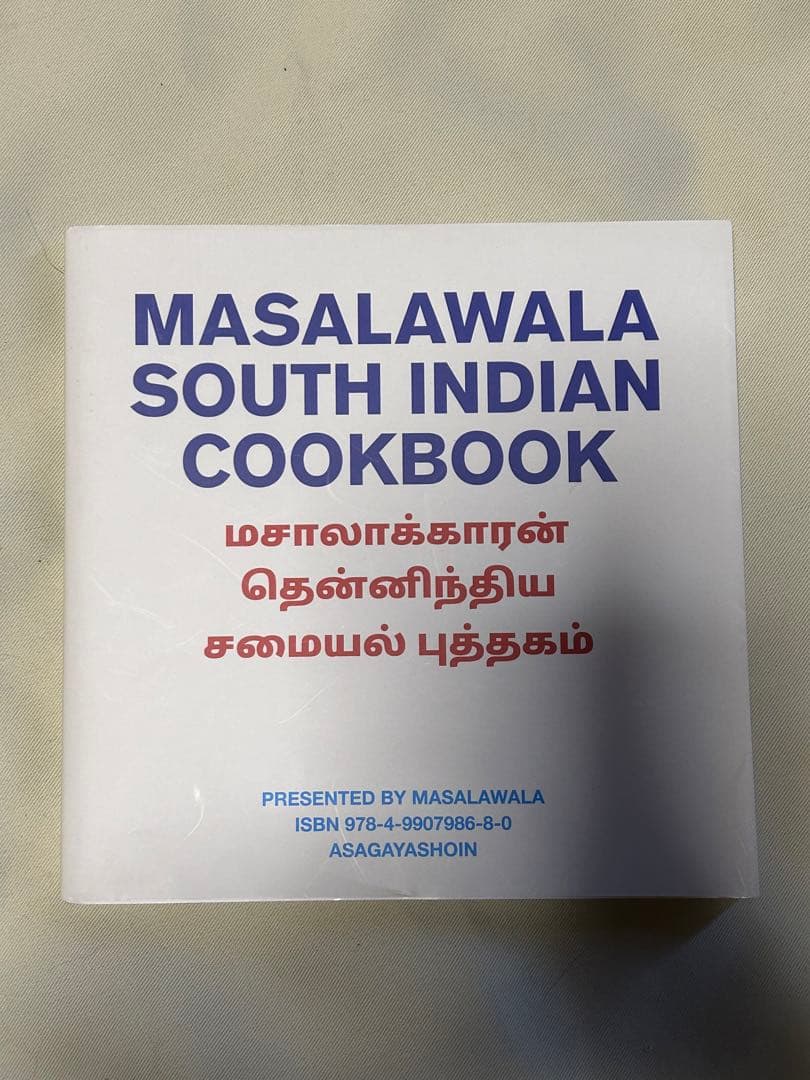 MASALAWALA
SOUTH INDIAN
COOKBOOK
மசாலாக்காரன்
தென்னிந்திய
சமையல் புத்தகம்
PRESENTED BY MASALAWALA
ISBN 978-4-9907986-8-0
ASAGAYASHOIN